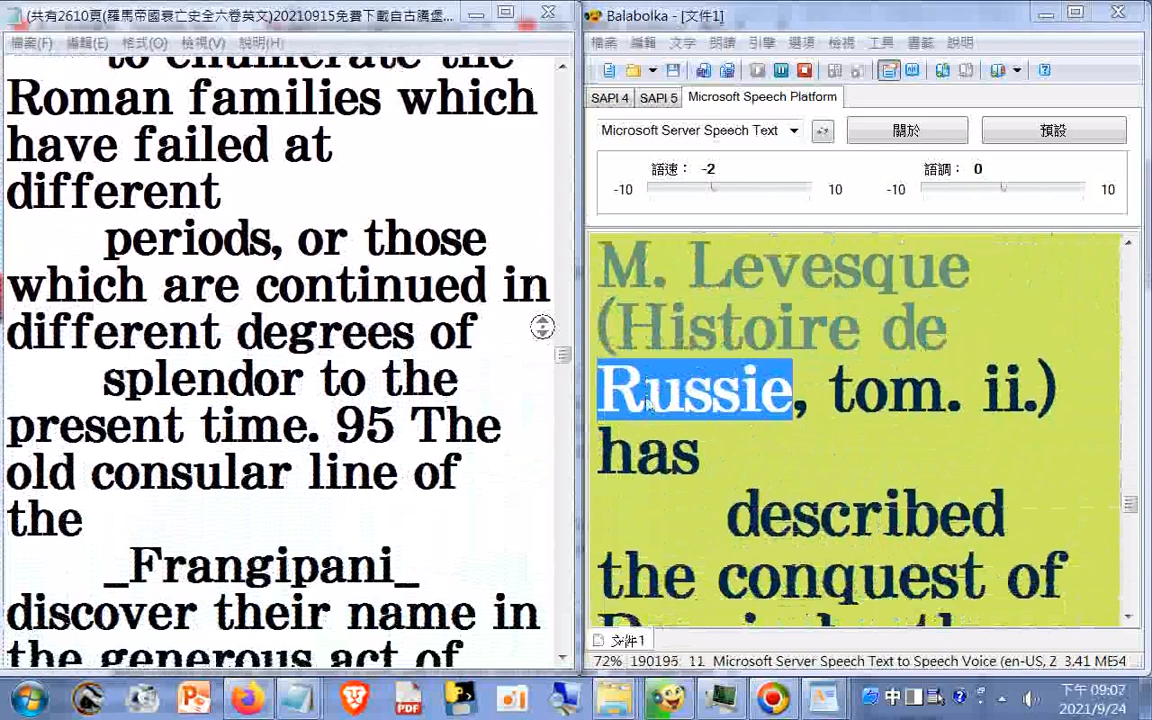 (共有2610頁(羅馬帝國衰亡史全六卷英文)20210915免費下載自古騰堡...
檔案(F) 編輯(E) 格式(O) 檢視(V) 說明(H)
to enumerate the
Roman families which
have failed at
different
periods, or those
which are continued in
different degrees of
splendor to the
present time. 95 The
old consular line of
the
_Frangipani_
discover their name in
the generous act of
Balabolka - [文件1]
檔案 編輯 文字 朗讀 引擎 選項 檢視 工具 書籤 說明
SAPI 4 SAPI 5 Microsoft Speech Platform
Microsoft Server Speech Text 關於 預設
語速： -2 語調： 0
-10 10 -10 10
M. Levesque
(Histoire de
Russie, tom. ii.)
has
described
the conquest of
文件1
72% 190195 11 Microsoft Server Speech Text to Speech Voice (en-US, Z 3,41 ME54
中
下午 09:07
2021/9/24